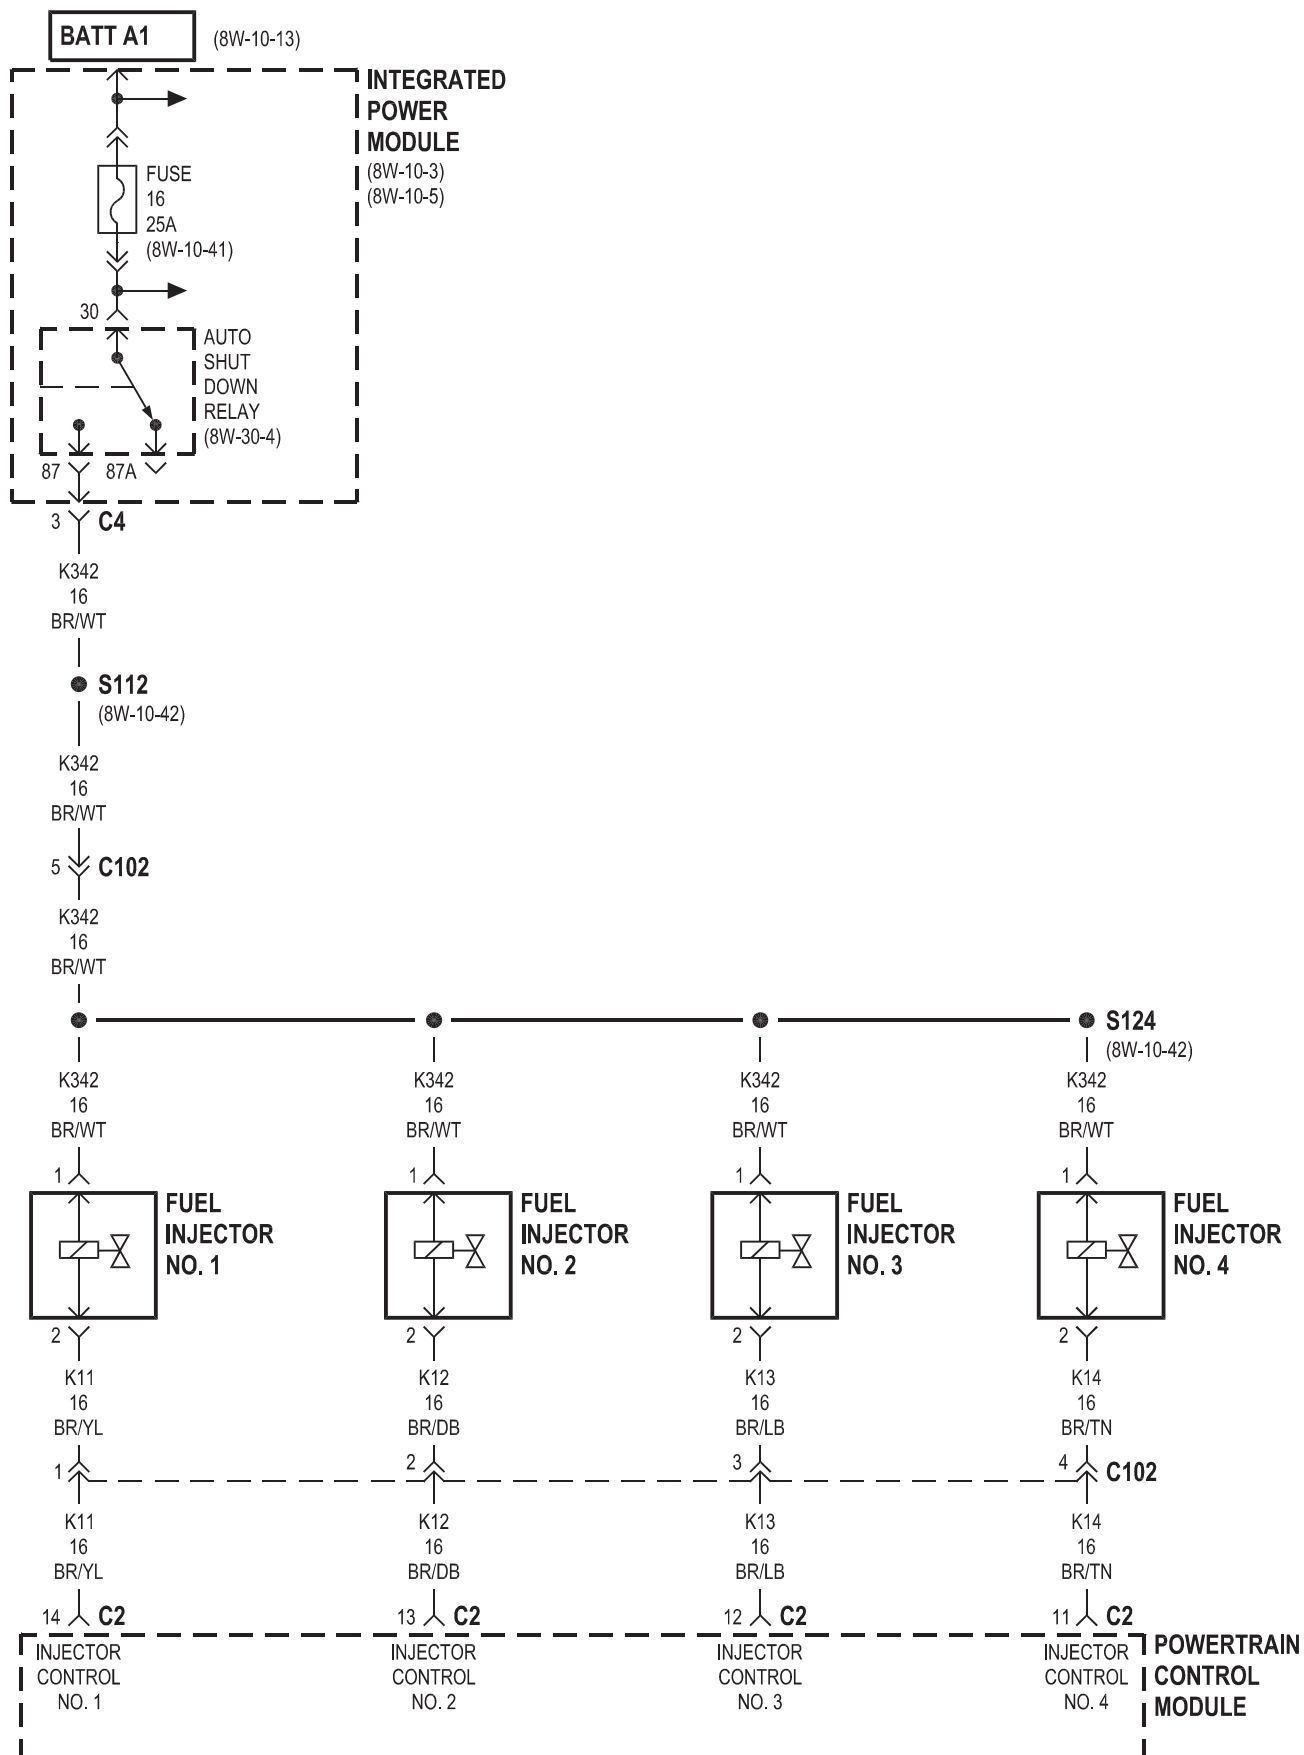 BATT A1 (8W-10-13)
INTEGRATED
POWER
MODULE
(8W-10-3)
(8W-10-5)
FUSE
16
25A
(8W-10-41)
30
AUTO
SHUT
DOWN
RELAY
(8W-30-4)
87 87A
3 C4
K342
16
BR/WT
S112
(8W-10-42)
K342
16
BR/WT
5 C102
K342
16
BR/WT
S124
(8W-10-42)
K342 K342 K342 K342
16 16 16 16
BR/WT BR/WT BR/WT BR/WT
1 1 1 1
FUEL FUEL FUEL FUEL
INJECTOR INJECTOR INJECTOR INJECTOR
NO. 1 NO. 2 NO. 3 NO. 4
2 2 2 2
K11 K12 K13 K14
16 16 16 16
BR/YL BR/DB BR/LB BR/TN
1 2 3 4 C102
K11 K12 K13 K14
16 16 16 16
BR/YL BR/DB BR/LB BR/TN
14 C2 13 C2 12 C2 11 C2
INJECTOR INJECTOR INJECTOR INJECTOR
CONTROL CONTROL CONTROL CONTROL
NO. 1 NO. 2 NO. 3 NO. 4
POWERTRAIN
CONTROL
MODULE